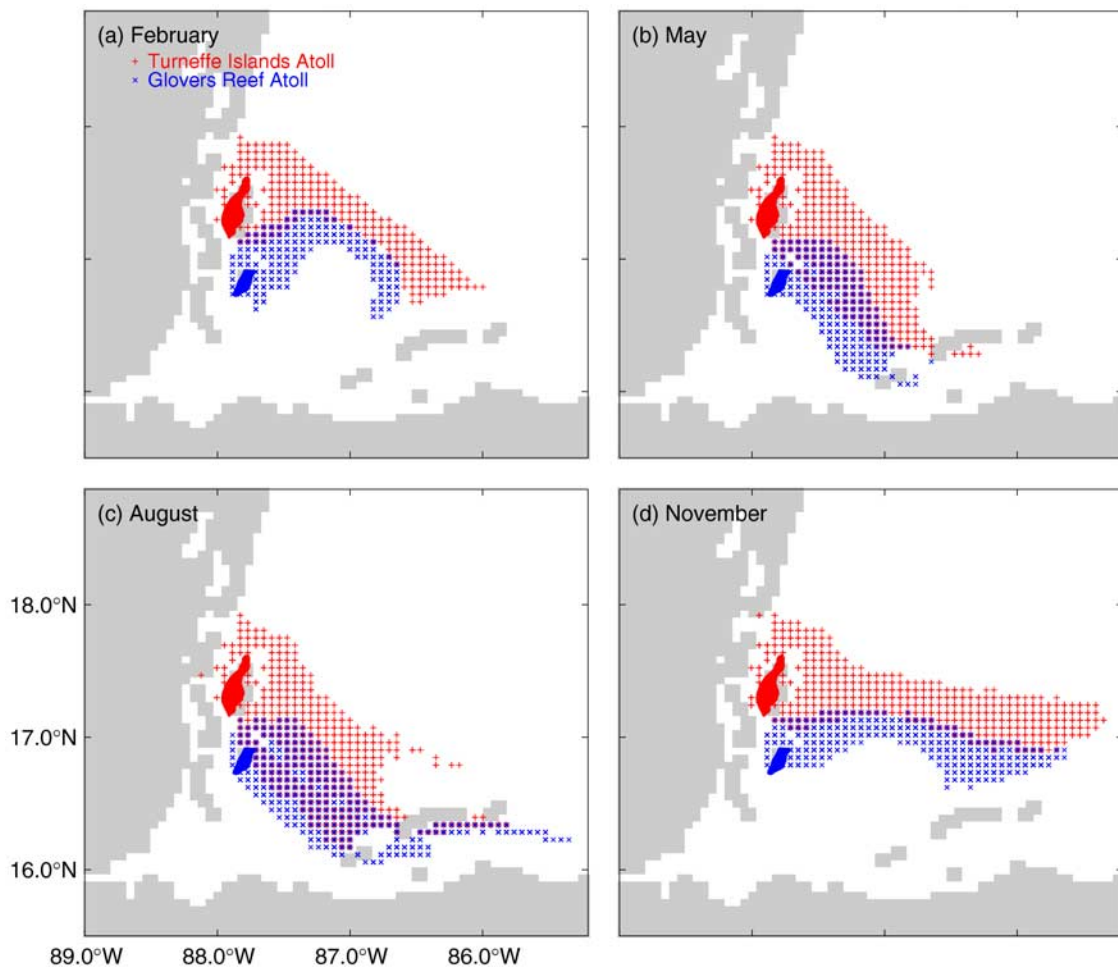 (a) February
+ Turneffe Islands Atoll
× Glovers Reef Atoll
(b) May
(c) August
(d) November
18.0°N
17.0°N
16.0°N
89.0°W 88.0°W 87.0°W 86.0°W